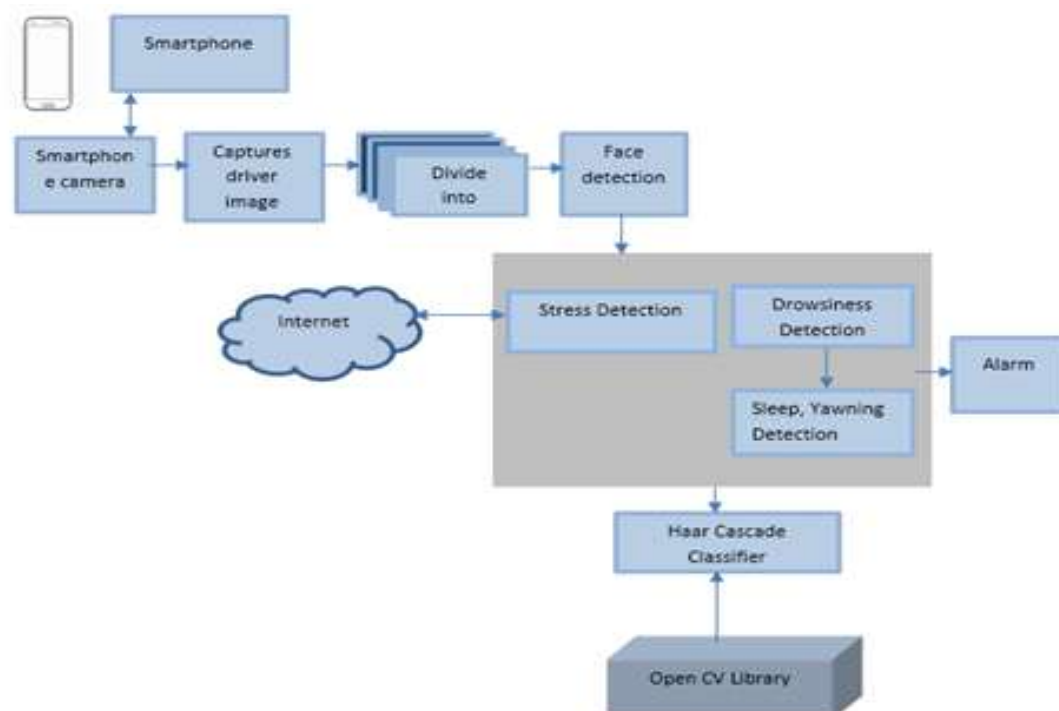 Smartphone
Smartphon
e camera
Captures
driver
image
Divide
into
Face
detection
Internet
Stress Detection
Drowsiness
Detection
Sleep, Yawning
Detection
Alarm
Haar Cascade
Classifier
Open CV Library